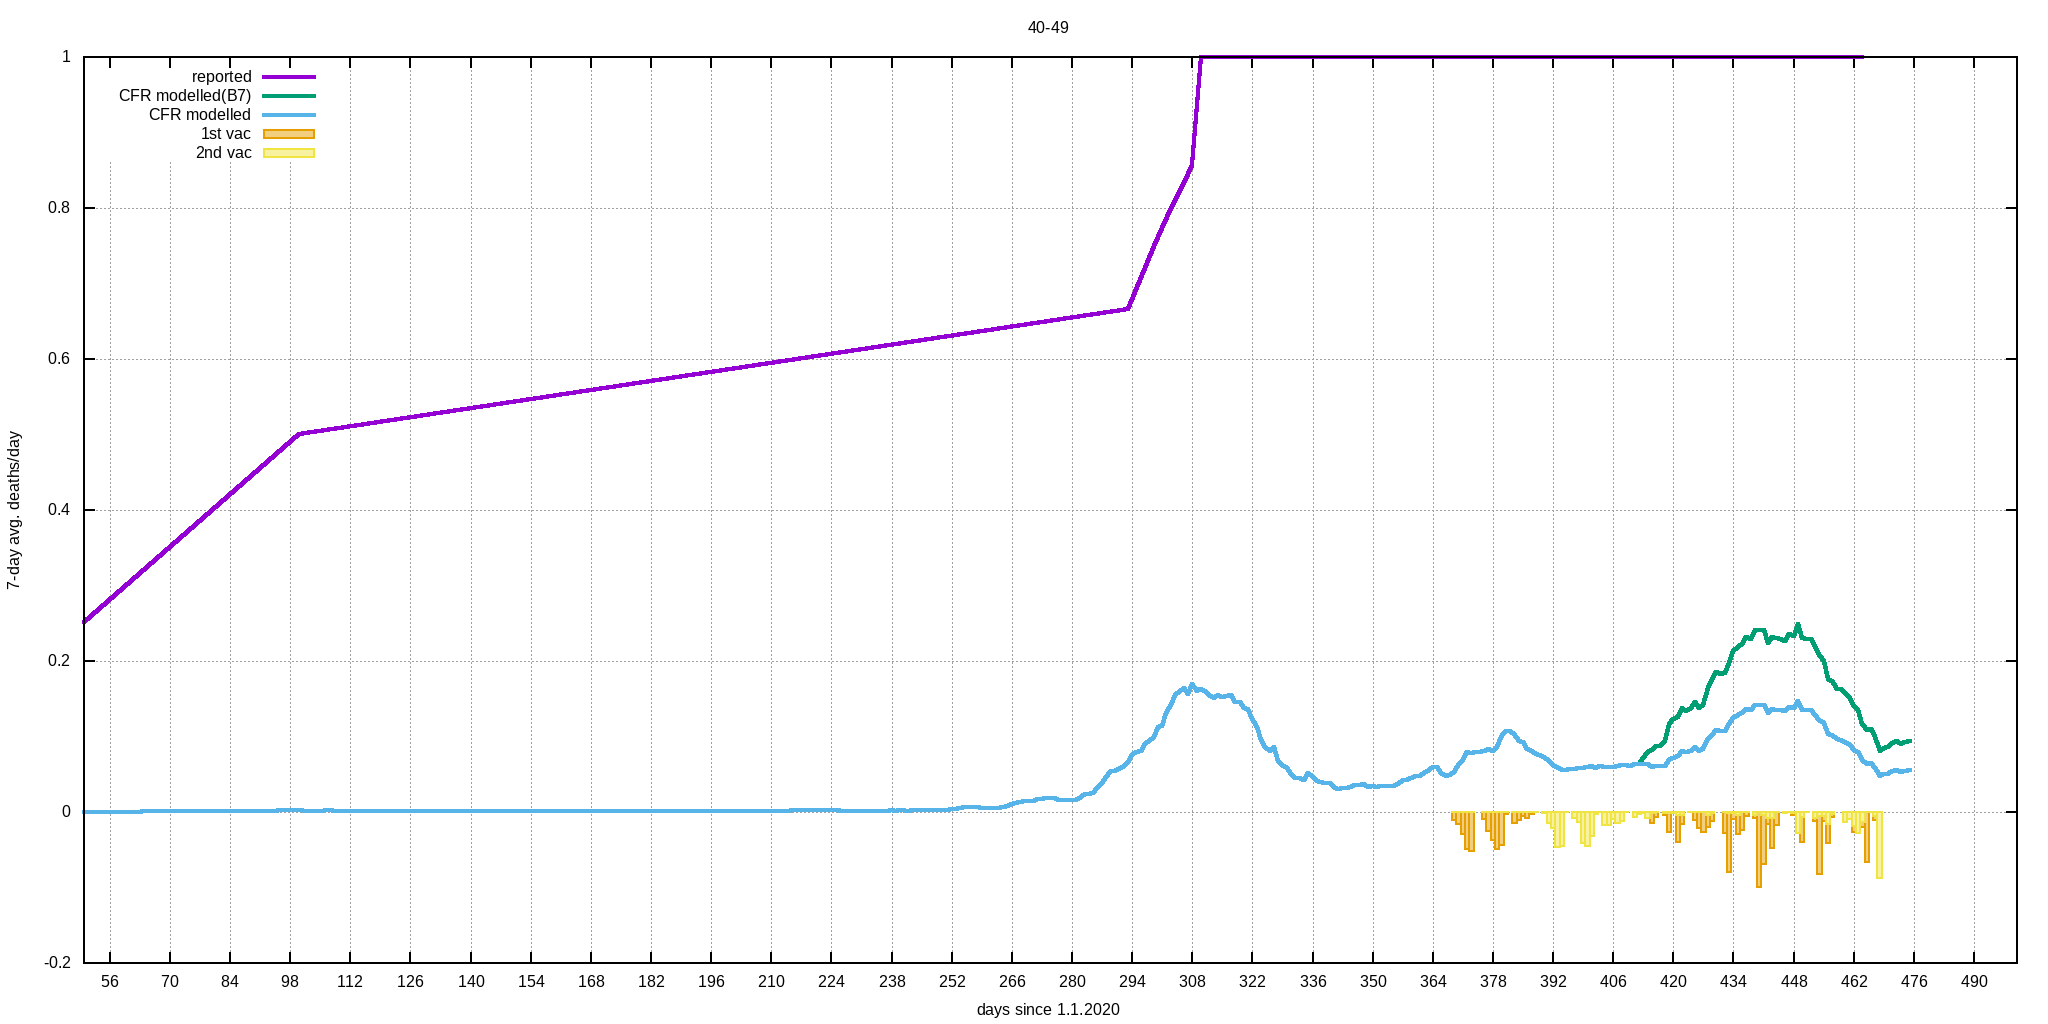 40-49
reported
CFR modelled(B7)
CFR modelled
1st vac
2nd vac
1
0.8
0.6
0.4
0.2
0
-0.2
7-day avg. deaths/day
56 70 84 98 112 126 140 154 168 182 196 210 224 238 252 266 280 294 308 322 336 350 364 378 392 406 420 434 448 462 476 490
days since 1.1.2020